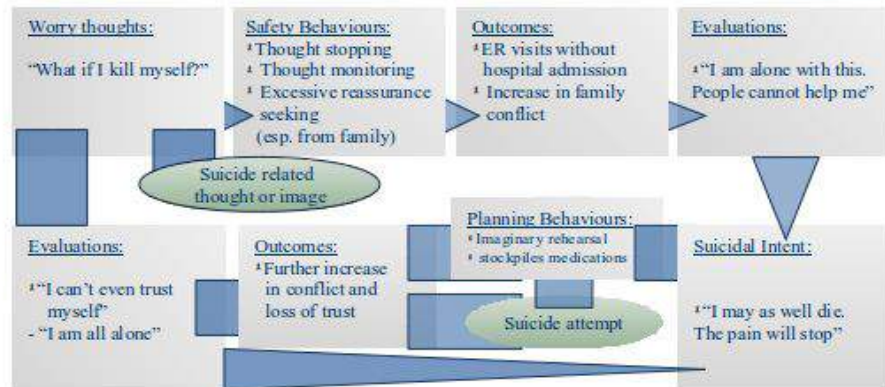 Worry thoughts:
“What if I kill myself?”
Safety Behaviours:
Thought stopping
Thought monitoring
Excessive reassurance
seeking
(esp. from family)
Outcomes:
ER visits without
hospital admission
Increase in family
conflict
Evaluations:
“I am alone with this.
People cannot help me”
Suicide related
thought or image
Evaluations:
“I can’t even trust
myself”
- “I am all alone”
Outcomes:
Further increase
in conflict and
loss of trust
Planning Behaviours:
Imaginary rehearsal
stockpiles medications
Suicide attempt
Suicidal Intent:
“I may as well die.
The pain will stop”